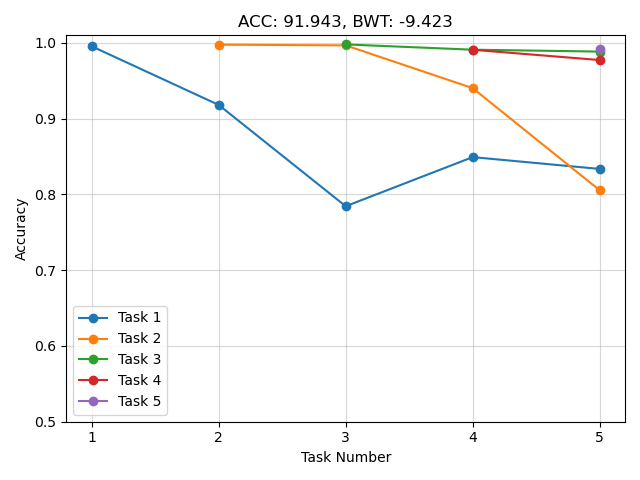 ACC: 91.943, BWT: -9.423
1.0
0.9
0.8
0.7
0.6
0.5
Accuracy
Task 1
Task 2
Task 3
Task 4
Task 5
1 2 3 4 5
Task Number